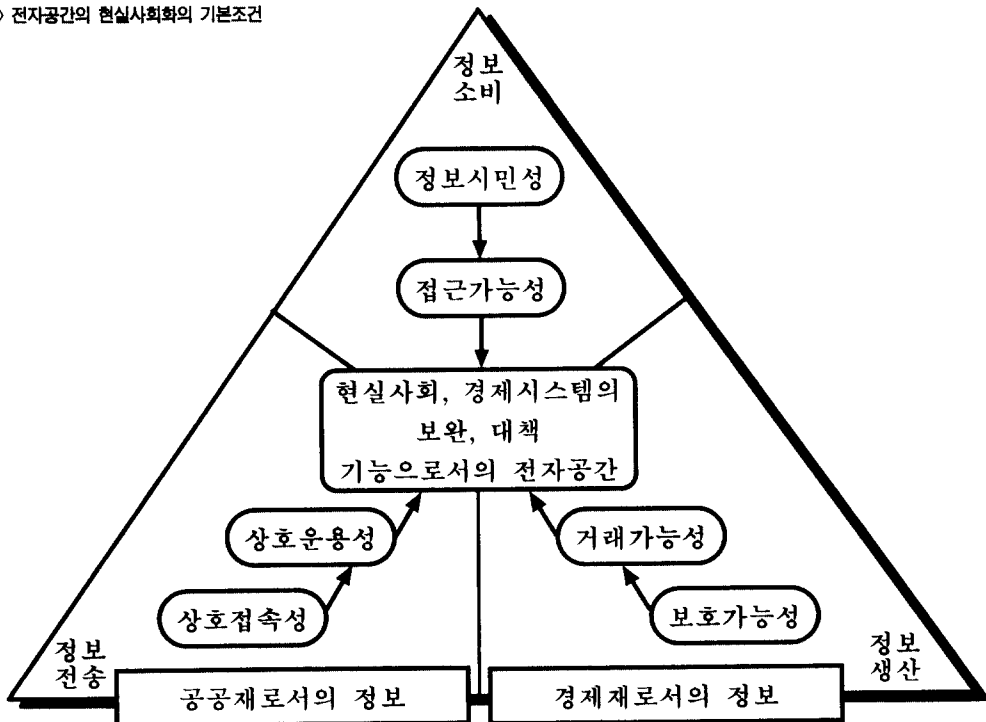 전자공간의 현실사회화의 기본조건
정보
소비
정보시민성
접근가능성
현실사회, 경제시스템의
보완, 대책
기능으로서의 전자공간
상호운용성
거래가능성
상호접속성
보호가능성
정보
전송
정보
생산
공공재로서의 정보
경제재로서의 정보